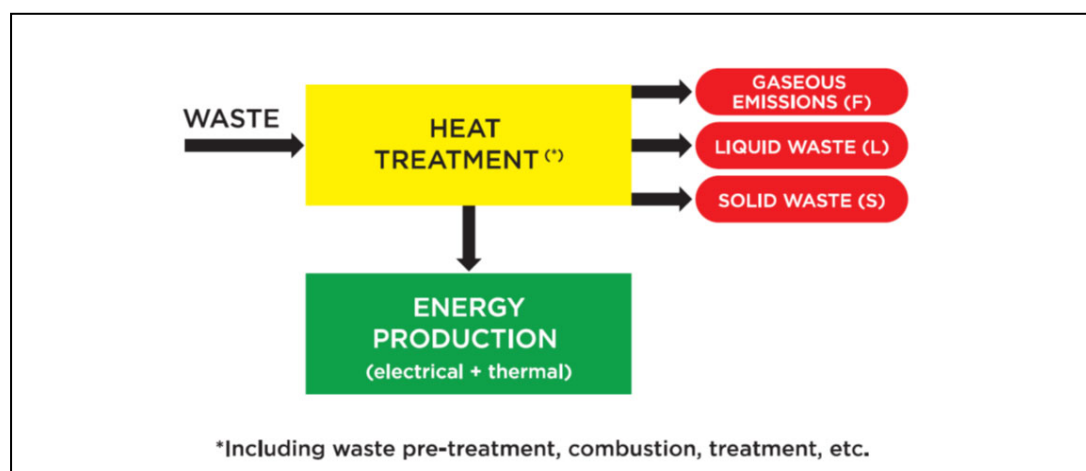 WASTE
HEAT
TREATMENT (*)
GASEOUS
EMISSIONS (F)
LIQUID WASTE (L)
SOLID WASTE (S)
ENERGY
PRODUCTION
(electrical + thermal)
*Including waste pre-treatment, combustion, treatment, etc.